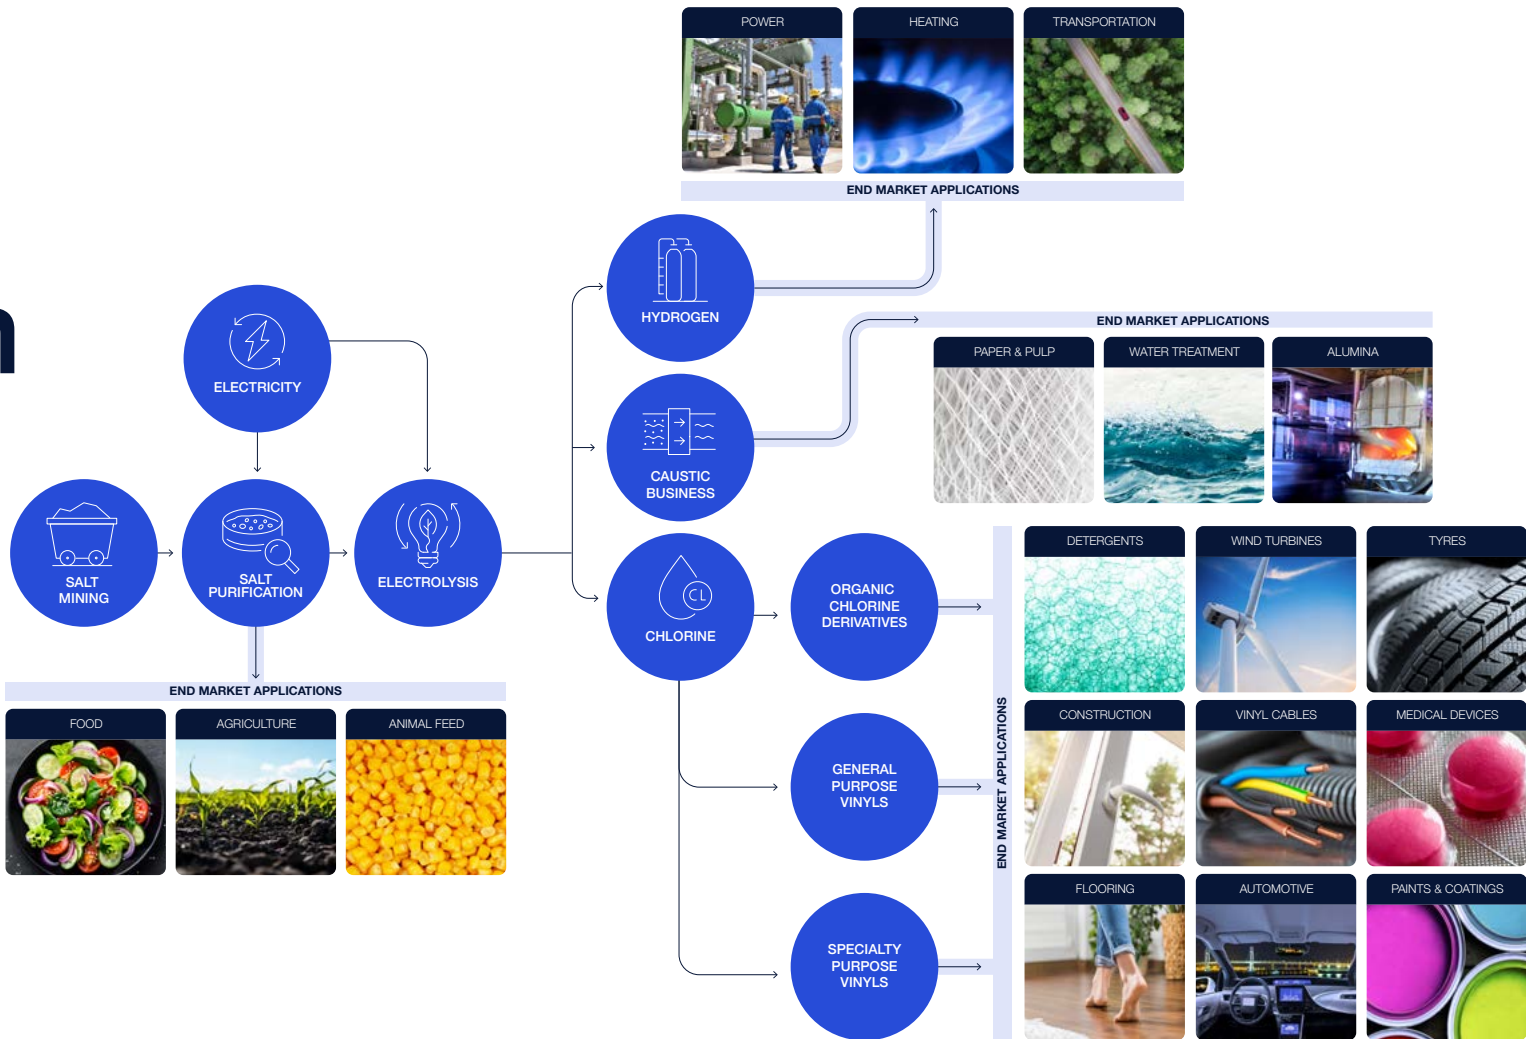 POWER
HEATING
TRANSPORTATION
END MARKET APPLICATIONS
HYDROGEN
ELECTRICITY
END MARKET APPLICATIONS
PAPER & PULP
WATER TREATMENT
ALUMINA
CAUSTIC
BUSINESS
SALT
MINING
SALT
PURIFICATION
ELECTROLYSIS
CL
CHLORINE
ORGANIC
CHLORINE
DERIVATIVES
GENERAL
PURPOSE
VINYLS
SPECIALTY
PURPOSE
VINYLS
END MARKET APPLICATIONS
FOOD
AGRICULTURE
ANIMAL FEED
END MARKET APPLICATIONS
DETERGENTS
WIND TURBINES
TYRES
CONSTRUCTION
VINYL CABLES
MEDICAL DEVICES
FLOORING
AUTOMOTIVE
PAINTS & COATINGS